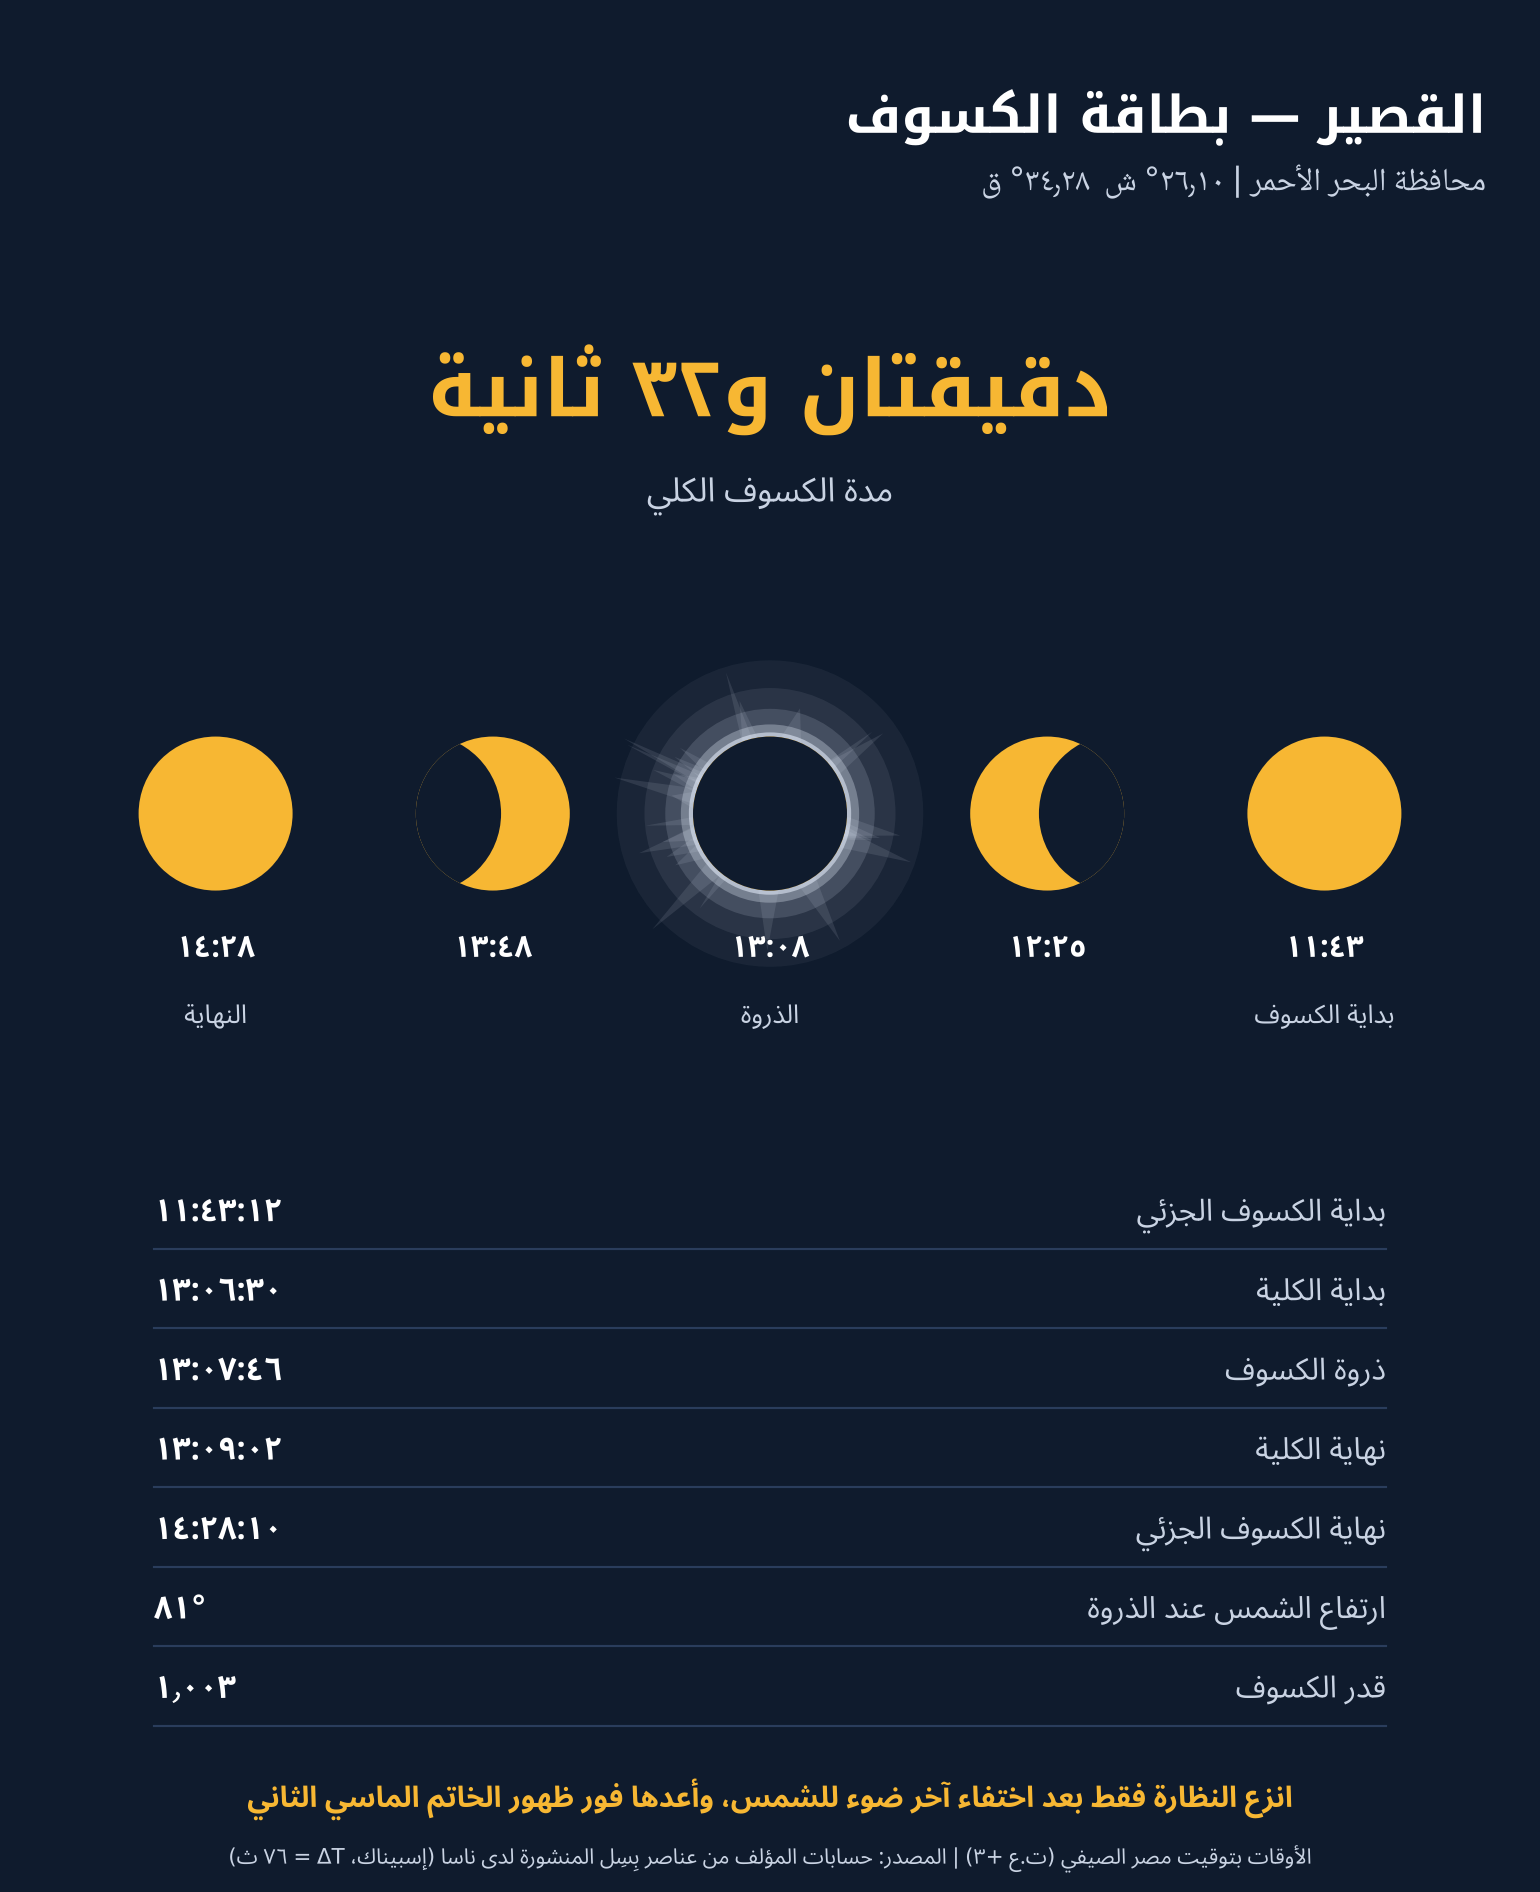 القصير — بطاقة الكسوف
محافظة البحر الأحمر | ٢٦٫١٠° ش ٣٤٫٢٨° ق
دقيقتان و٣٢ ثانية
مدة الكسوف الكلي
١١:٤٣
بداية الكسوف
١٢:٢٥
١٣:٠٨
الذروة
١٣:٤٨
١٤:٢٨
النهاية
بداية الكسوف الجزئي ١١:٤٣:١٢
بداية الكلية ١٣:٠٦:٣٠
ذروة الكسوف ١٣:٠٧:٤٦
نهاية الكلية ١٣:٠٩:٠٢
نهاية الكسوف الجزئي ١٤:٢٨:١٠
ارتفاع الشمس عند الذروة ٨١°
قدر الكسوف ١٫٠٠٣
انزع النظارة فقط بعد اختفاء آخر ضوء للشمس، وأعدها فور ظهور الخاتم الماسي الثاني
الأوقات بتوقيت مصر الصيفي (ت.ع +٣) | المصدر: حسابات المؤلف من عناصر بِسِل المنشورة لدى ناسا (إسبيناك، ΔT = ٧٦ ث)